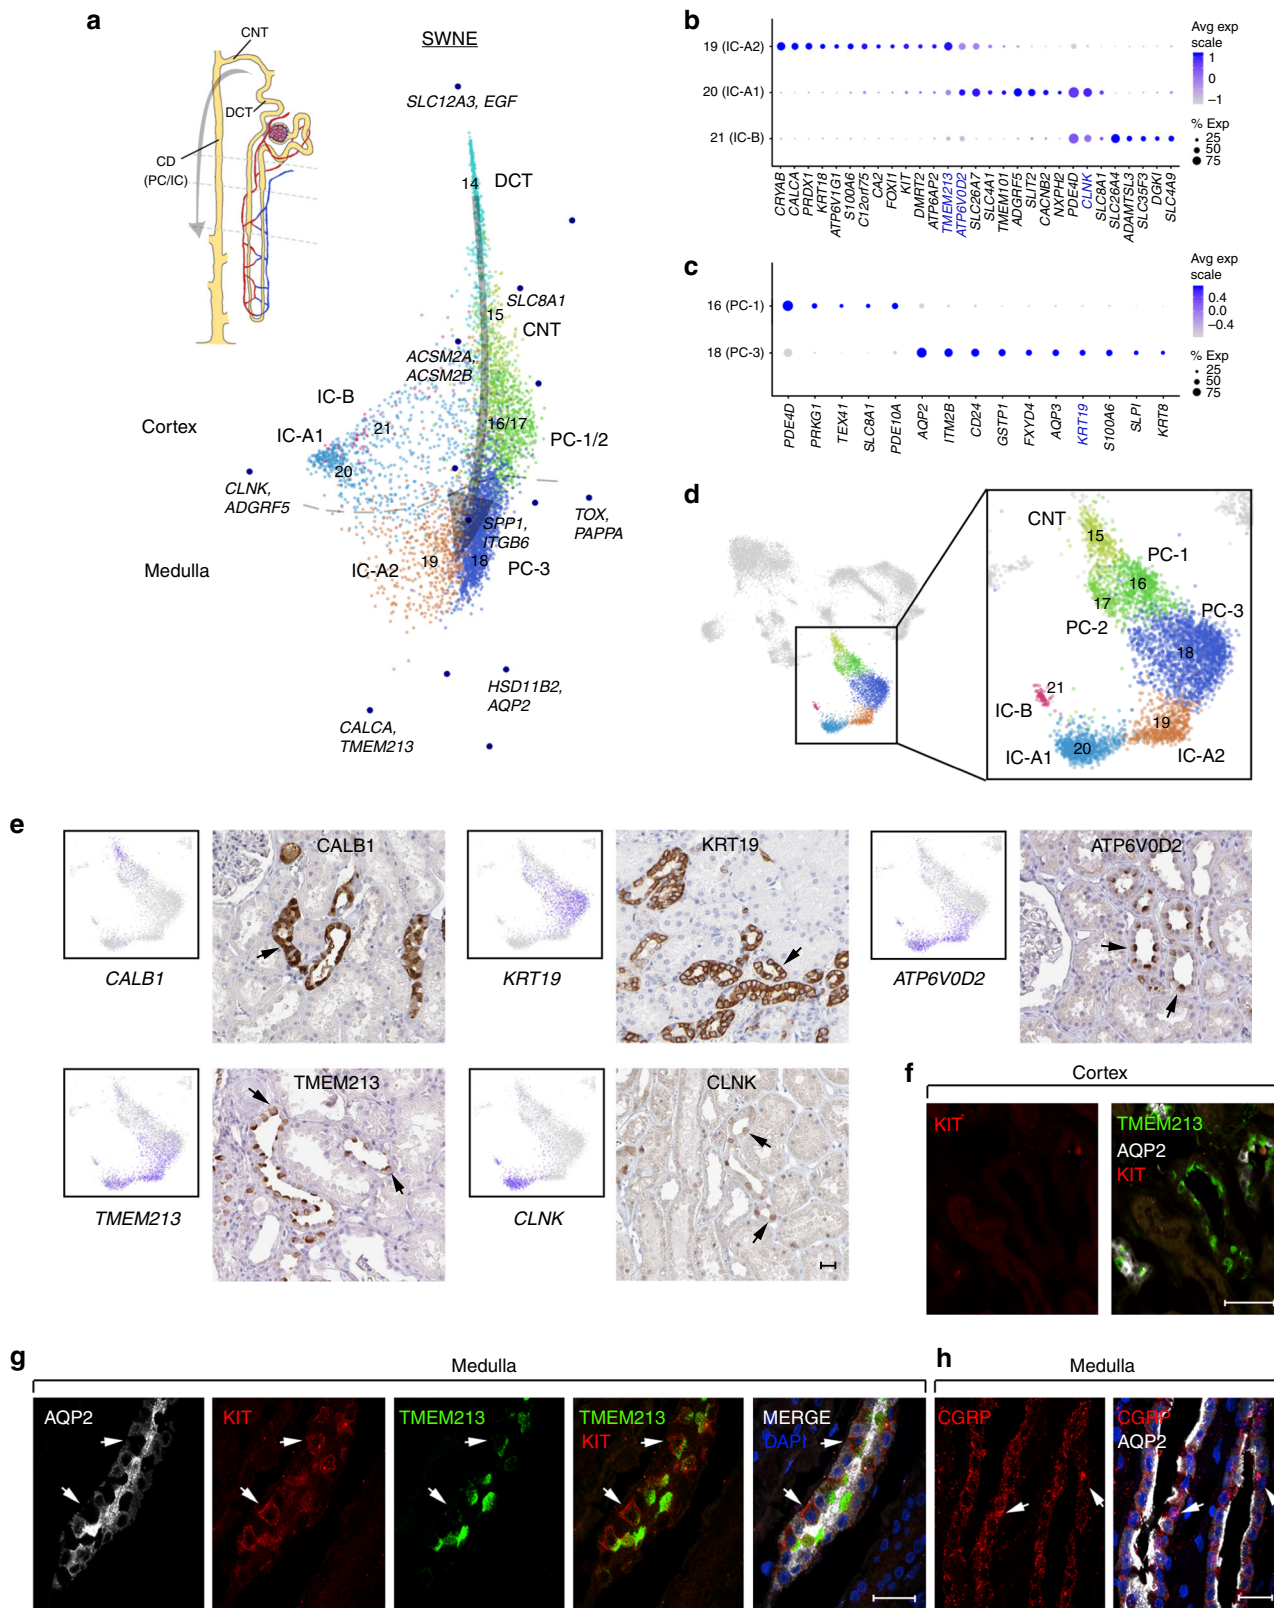 a
SWNE
CNT
DCT
CD
(PC/IC)
SLC12A3, EGF
14
DCT
SLC8A1
15
CNT
ACSM2A,
ACSM2B
IC-B
Cortex
IC-A1
21
16/17
PC-1/2
20
CLNK,
ADGRF5
SPP1,
ITGB6
TOX,
PAPPA
Medulla
IC-A2
19
18
PC-3
HSD11B2,
AQP2
CALCA,
TMEM213
b
19 (IC-A2)
20 (IC-A1)
21 (IC-B)
CRYAB
CALCA
PRDX1
KRT18
ATP6V1G1
S100A6
C12orf75
CA2
FOXI1
KIT
DMRT2
ATP6AP2
TMEM213
ATP6V0D2
SLC26A7
SLC4A1
TMEM101
ADGRF5
SLIT2
CACNB2
NXPH2
PDE4D
CLNK
SLC8A1
SLC26A4
ADAMTSL3
SLC35F3
DGKI
SLC4A9
Avg exp
scale
1
0
−1
% Exp
25
50
75
c
16 (PC-1)
18 (PC-3)
PDE4D
PRKG1
TEX41
SLC8A1
PDE10A
AQP2
ITM2B
CD24
GSTP1
FXYD4
AQP3
KRT19
S100A6
SLPI
KRT8
Avg exp
scale
0.4
0.0
−0.4
% Exp
25
50
75
d
CNT
15
PC-1
16
17
PC-3
PC-2
18
21
IC-B
19
20
IC-A1
IC-A2
e
CALB1
CALB1
KRT19
KRT19
ATP6V0D2
ATP6V0D2
TMEM213
TMEM213
CLNK
CLNK
f
Cortex
KIT
TMEM213
AQP2
KIT
g
Medulla
AQP2
KIT
TMEM213
TMEM213
KIT
MERGE
DAPI
h
Medulla
CGRP
CGRP
AQP2